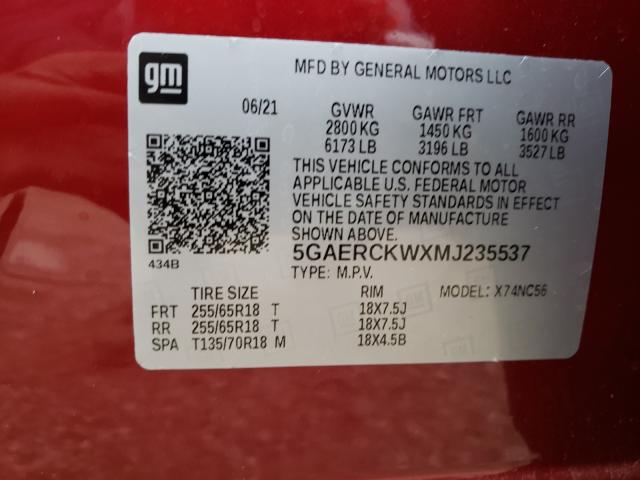 gm
MFD BY GENERAL MOTORS LLC
06/21 GVWR GAWR FRT GAWR RR
2800 KG 1450 KG 1600 KG
6173 LB 3196 LB 3527 LB
THIS VEHICLE CONFORMS TO ALL
APPLICABLE U.S. FEDERAL MOTOR
VEHICLE SAFETY STANDARDS IN EFFECT
ON THE DATE OF MANUFACTURE
SHOWN ABOVE.
5GAERCKWXMJ235537
434B
TYPE: M.P.V.
TIRE SIZE RIM MODEL: X74NC56
FRT 255/65R18 T 18X7.5J
RR 255/65R18 T 18X7.5J
SPA T135/70R18 M 18X4.5B